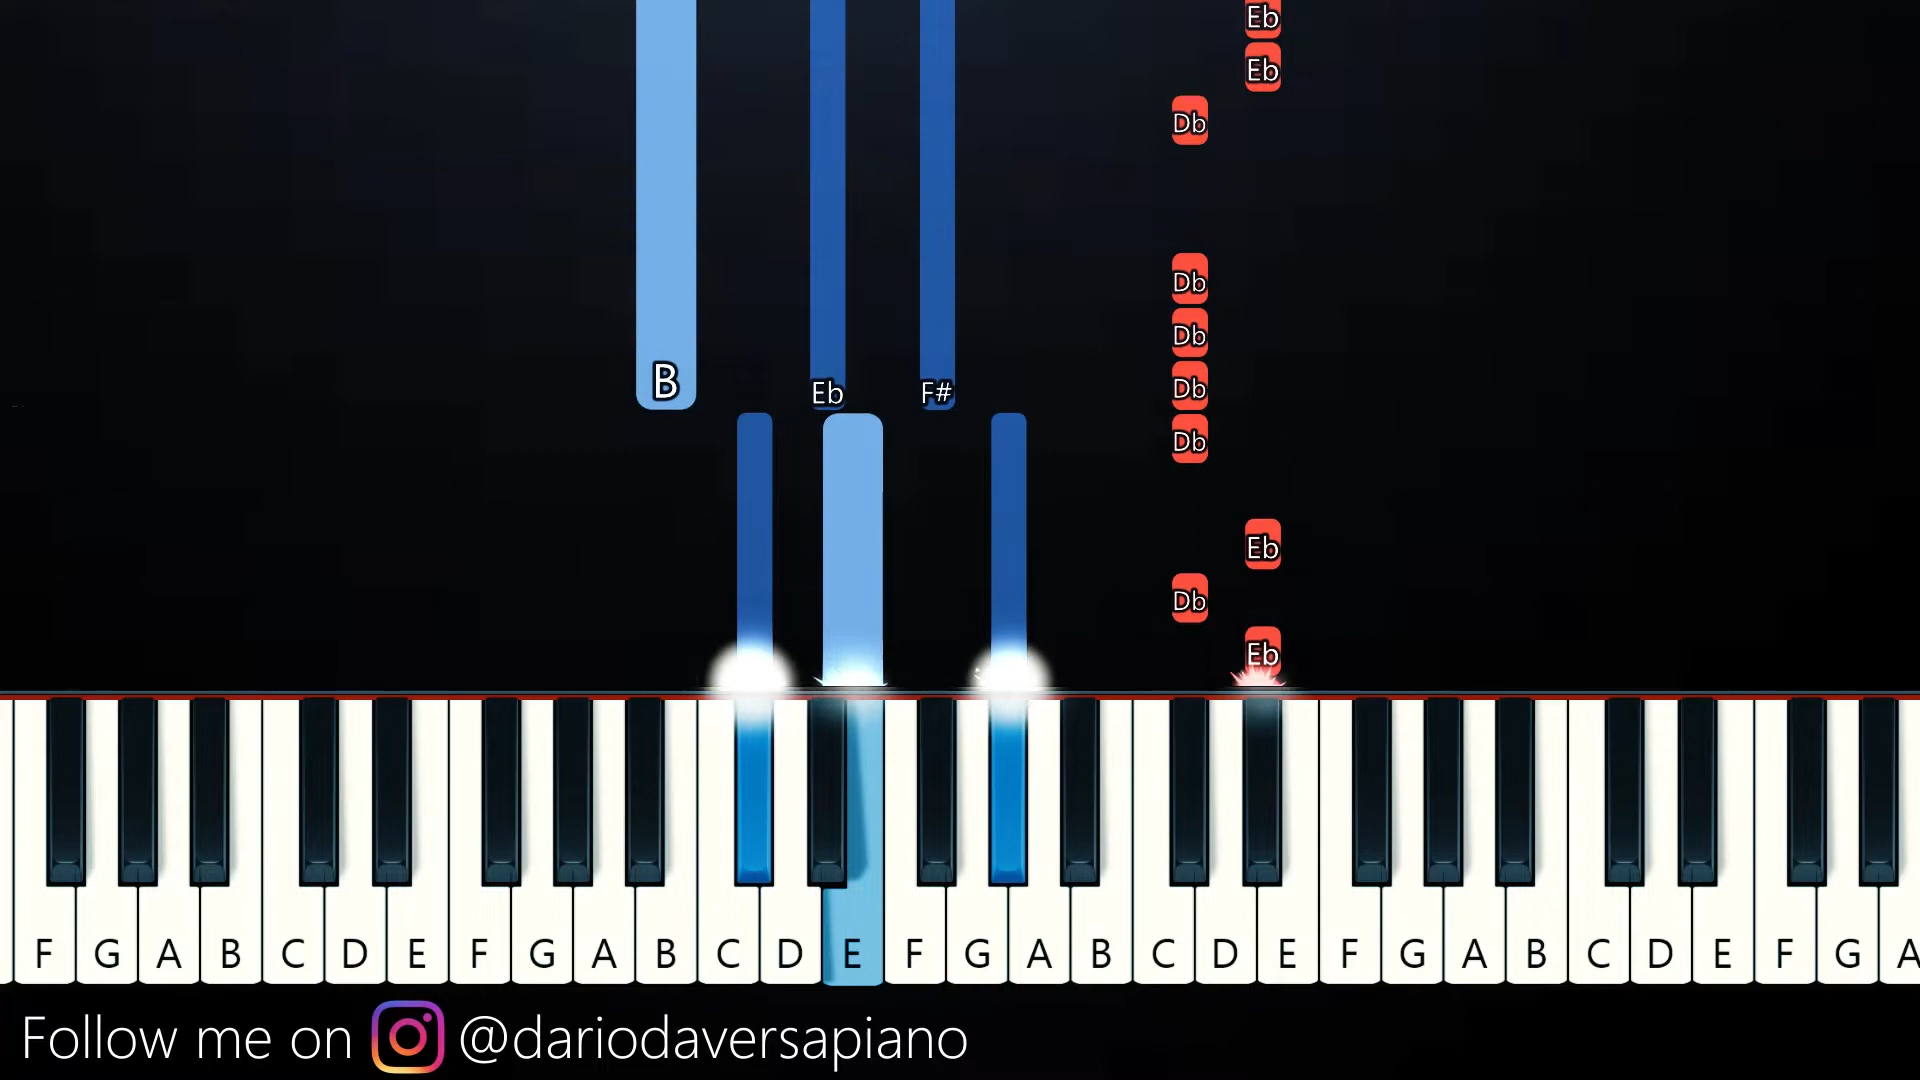 Eb
Eb
Db
Db
Db
B Eb F# Db
Db
Eb
Db
Eb
F G A B C D E F G A B C D E F G A B C D E F G A B C D E F G A
Follow me on @dariodaversapiano